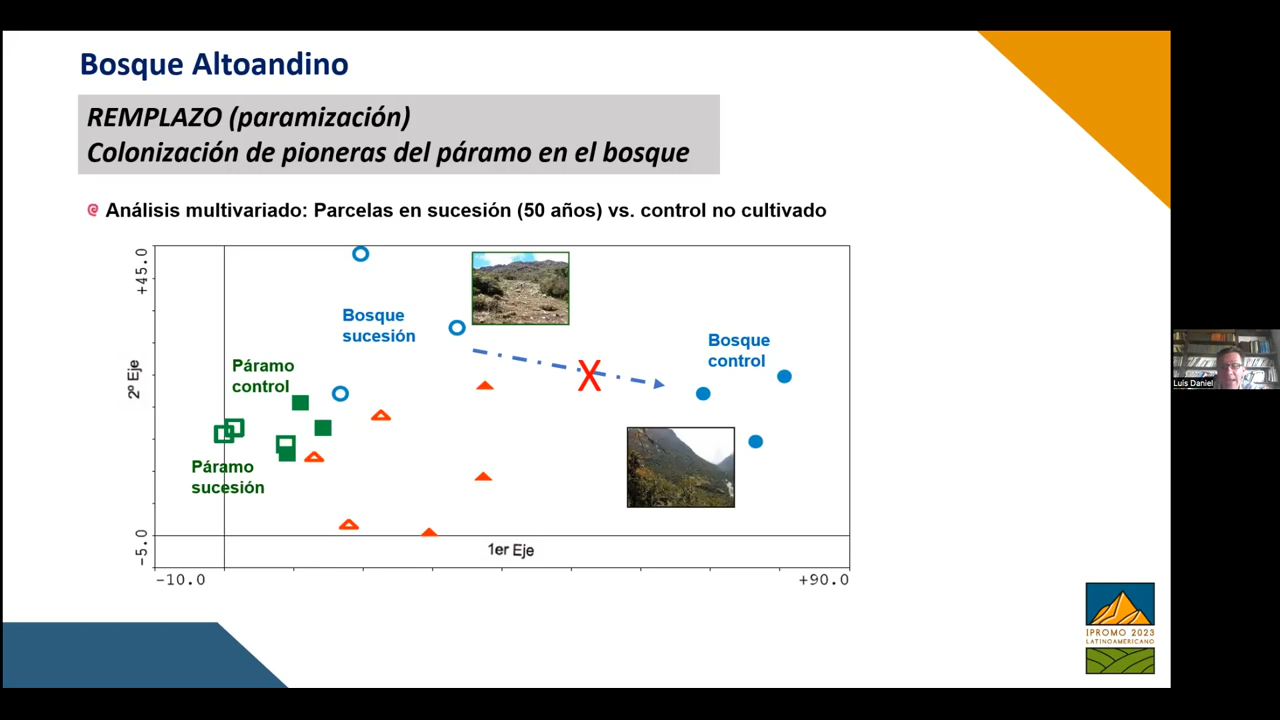 Bosque Altoandino
REMPLAZO (paramización)
Colonización de pioneras del páramo en el bosque
Análisis multivariado: Parcelas en sucesión (50 años) vs. control no cultivado
+45.0
2º Eje
-5.0
Bosque
sucesión
Bosque
control
Páramo
control
X
Páramo
sucesión
1er Eje
-10.0
+90.0
Luis Daniel
IPROMO 2023
LATINOAMERICANO